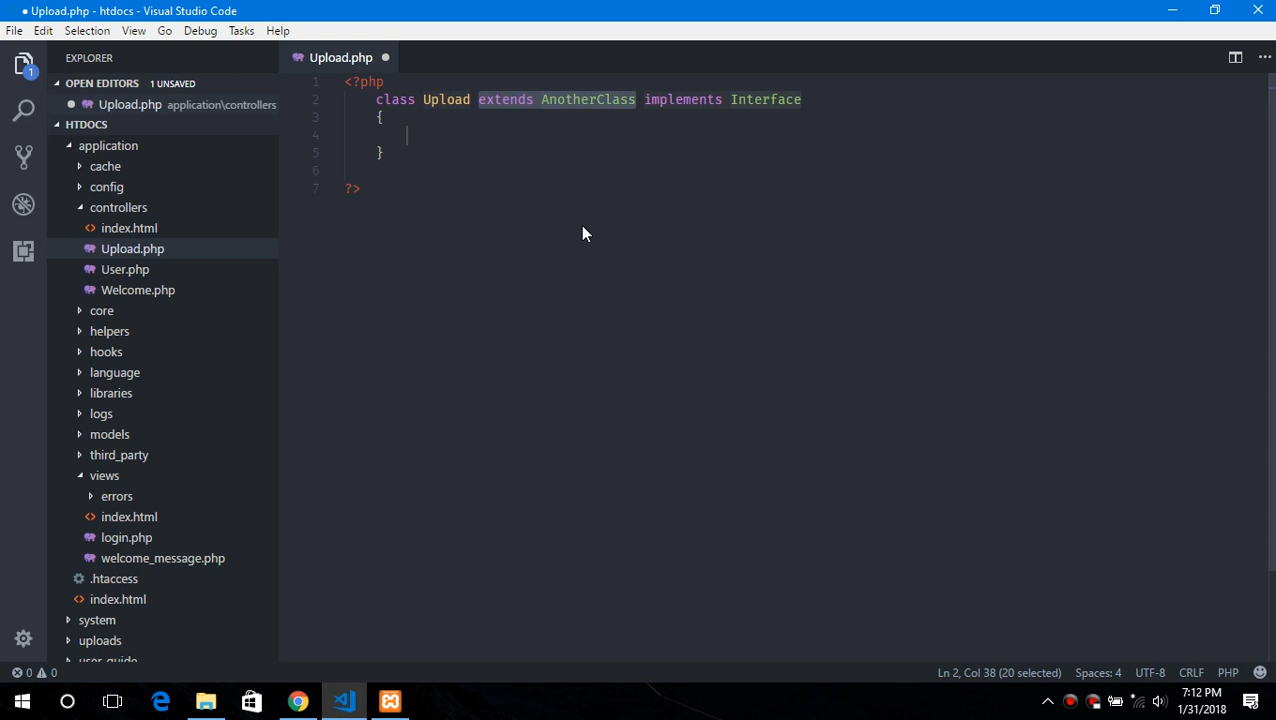 ● Upload.php - htdocs - Visual Studio Code
File Edit Selection View Go Debug Tasks Help
EXPLORER
OPEN EDITORS 1 UNSAVED
Upload.php application\controllers
HTDOCS
application
cache
config
controllers
index.html
Upload.php
User.php
Welcome.php
core
helpers
hooks
language
libraries
logs
models
third_party
views
errors
index.html
login.php
welcome_message.php
.htaccess
index.html
system
uploads
user_guide
1
Upload.php
1 <?php
2 class Upload extends AnotherClass implements Interface
3 {
4
5 }
6
7 ?>
0 0
Ln 2, Col 38 (20 selected) Spaces: 4 UTF-8 CRLF PHP
7:12 PM
1/31/2018